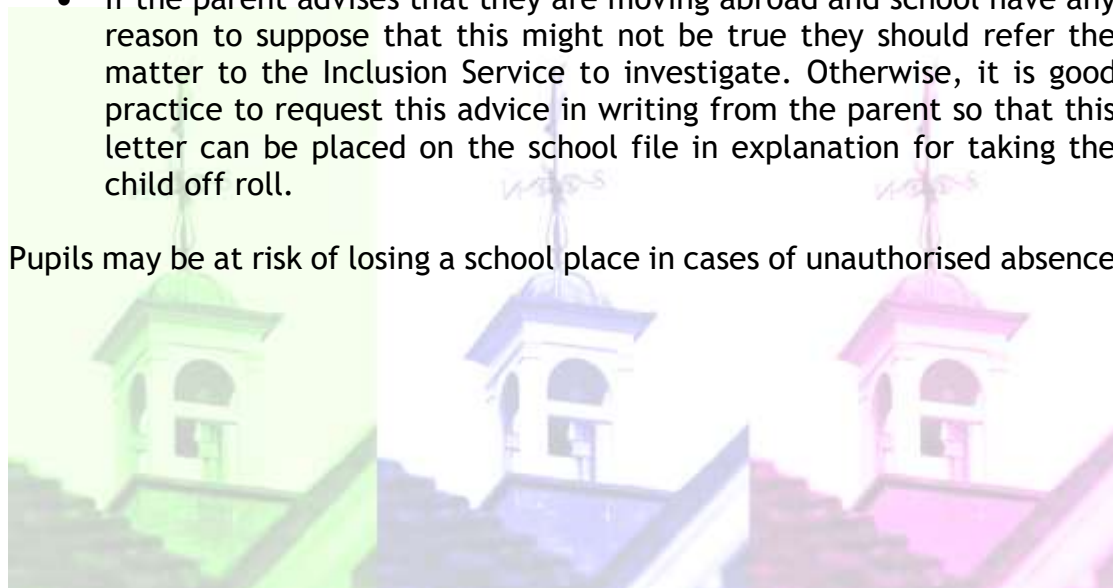 • If the parent advises that they are moving abroad and school have any
reason to suppose that this might not be true they should refer the
matter to the Inclusion Service to investigate. Otherwise, it is good
practice to request this advice in writing from the parent so that this
letter can be placed on the school file in explanation for taking the
child off roll.
Pupils may be at risk of losing a school place in cases of unauthorised absence